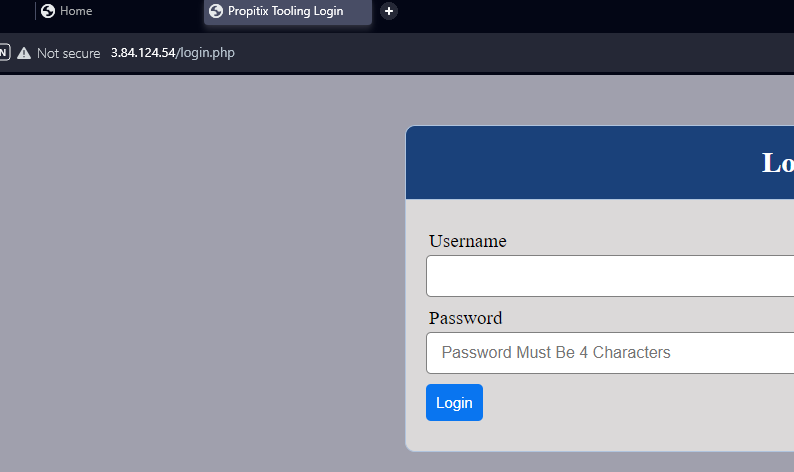 Home
Propitix Tooling Login
Not secure 3.84.124.54/login.php
Username
Password
Password Must Be 4 Characters
Login